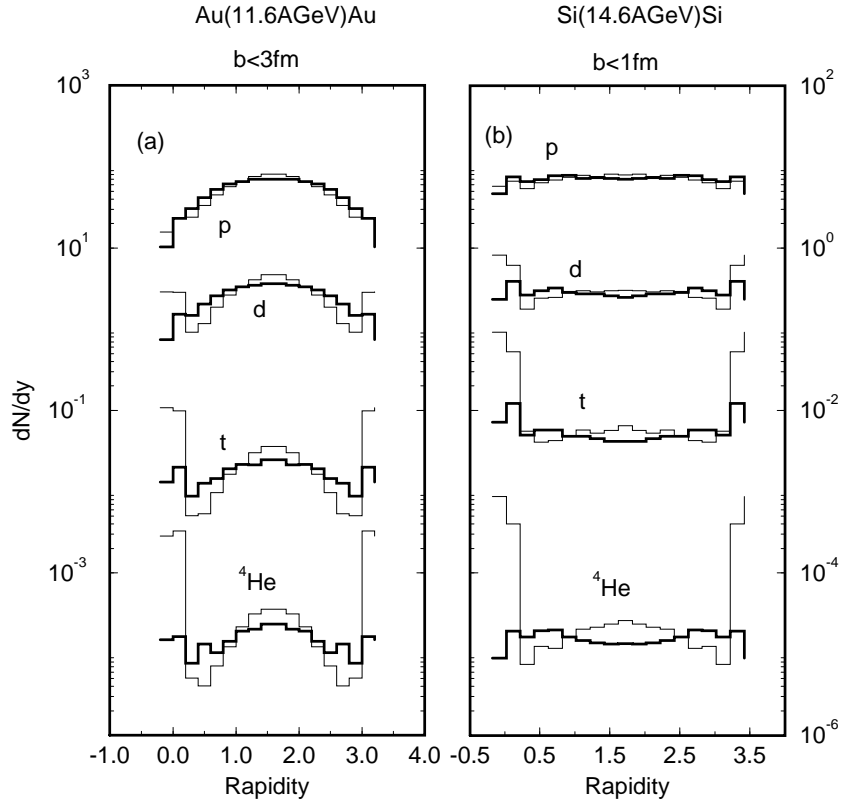 Au(11.6AGeV)Au Si(14.6AGeV)Si
b<3fm b<1fm
10^3 10^2
(a) (b)
p p
10^1 10^0
d d
10^-1 10^-2
t t
10^-3 10^-4
^4He ^4He
10^-6
dN/dy
-1.0 0.0 1.0 2.0 3.0 4.0 -0.5 0.5 1.5 2.5 3.5
Rapidity Rapidity